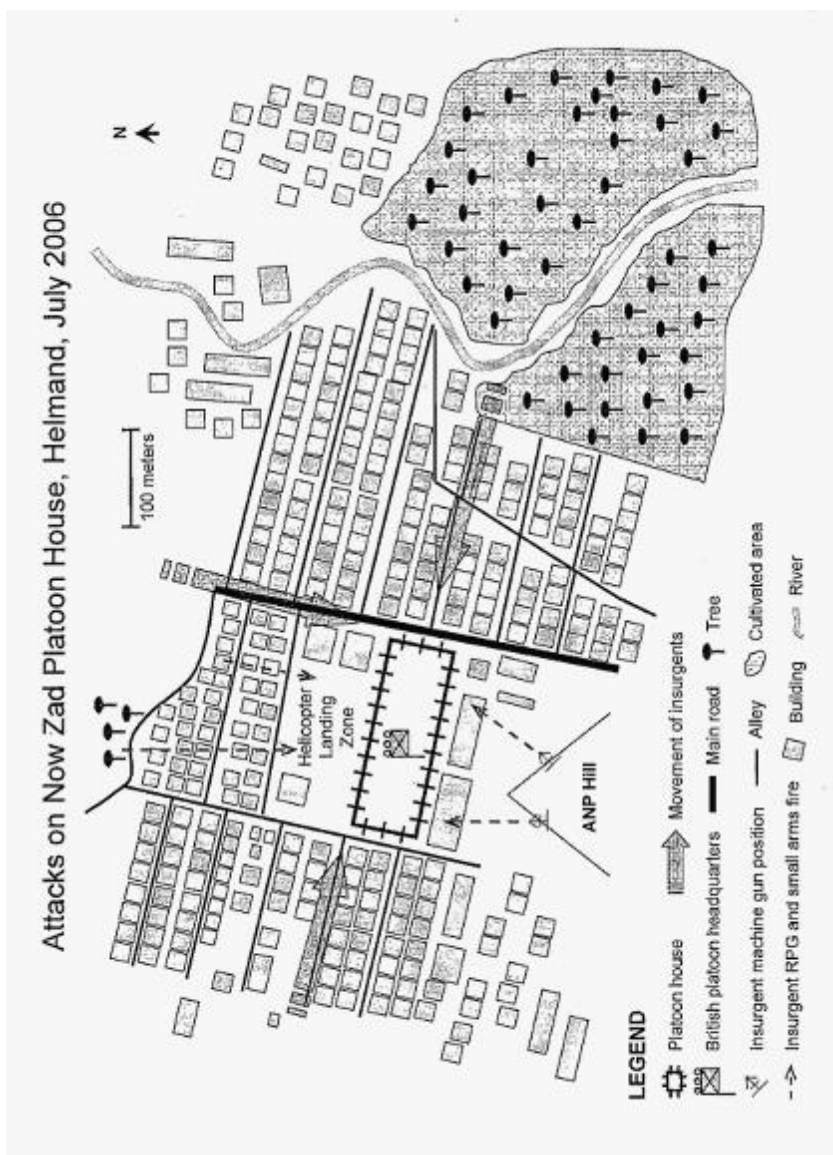 Attacks on Now Zad Platoon House, Helmand, July 2006
N
100 meters
Helicopter
Landing
Zone
ANP Hill
LEGEND
Platoon house
Movement of insurgents
British platoon headquarters
Main road
Tree
Insurgent machine gun position
Alley
Cultivated area
Insurgent RPG and small arms fire
Building
River